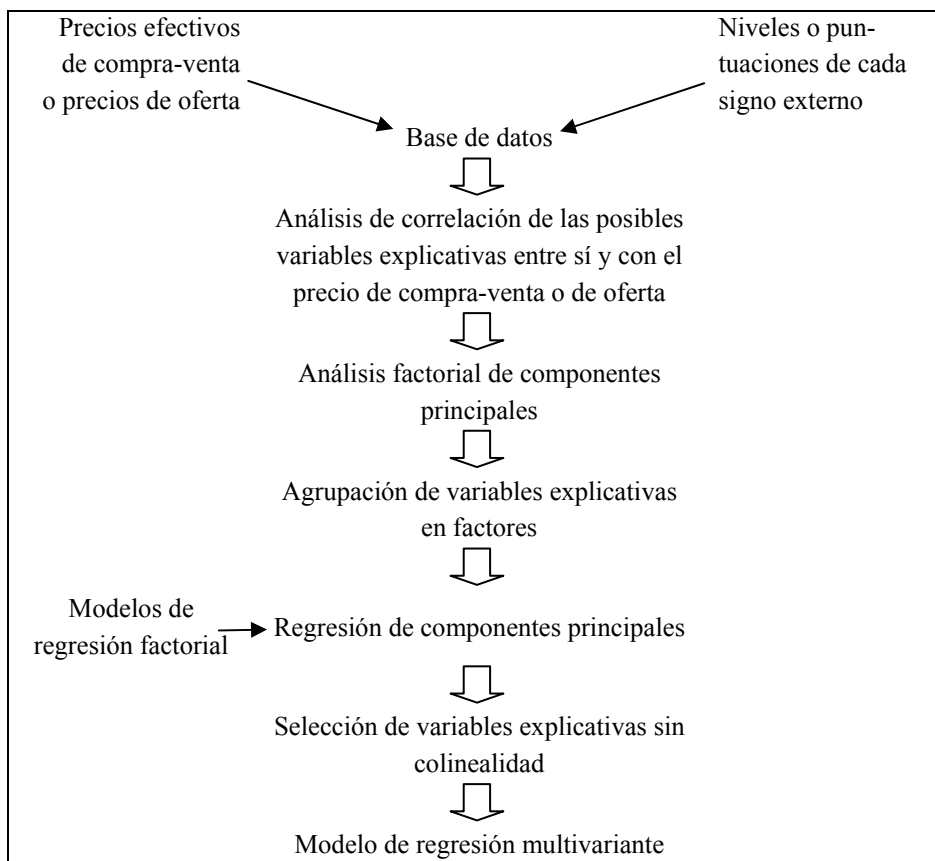 Precios efectivos
de compra-venta
o precios de oferta
Niveles o pun-
tuaciones de cada
signo externo
Base de datos
Análisis de correlación de las posibles
variables explicativas entre sí y con el
precio de compra-venta o de oferta
Análisis factorial de componentes
principales
Agrupación de variables explicativas
en factores
Modelos de
regresión factorial
Regresión de componentes principales
Selección de variables explicativas sin
colinealidad
Modelo de regresión multivariante